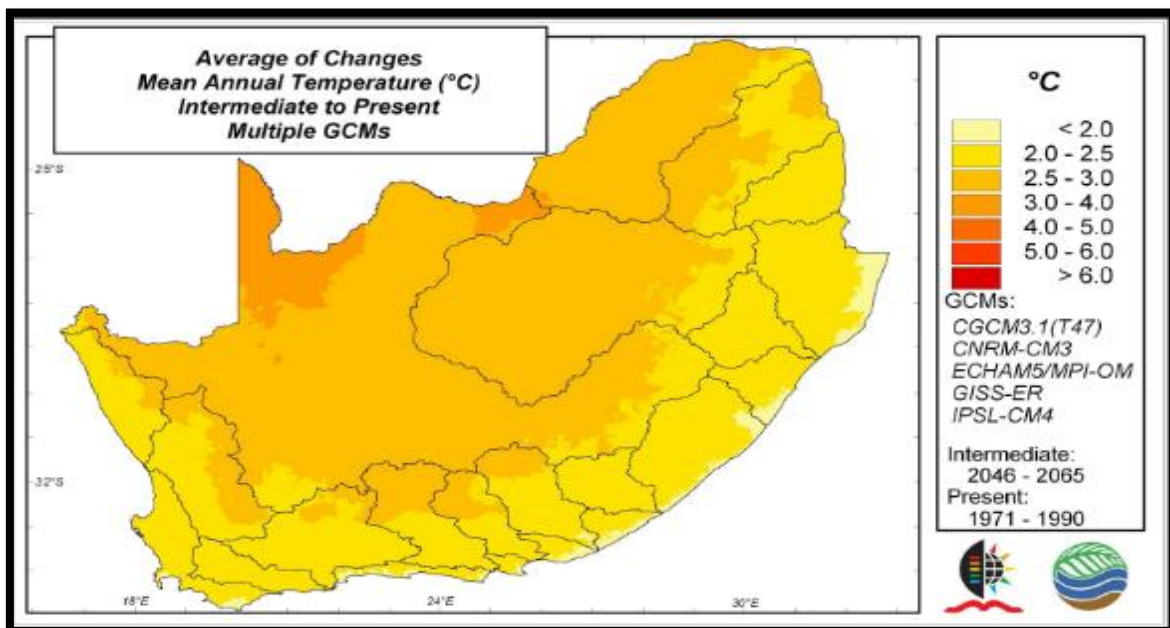 Average of Changes
Mean Annual Temperature (°C)
Intermediate to Present
Multiple GCMs
25°S
32°S
18°E
24°E
30°E
°C
< 2.0
2.0 - 2.5
2.5 - 3.0
3.0 - 4.0
4.0 - 5.0
5.0 - 6.0
> 6.0
GCMs:
CGCM3.1(T47)
CNRM-CM3
ECHAM5/MPI-OM
GISS-ER
IPSL-CM4
Intermediate:
2046 - 2065
Present:
1971 - 1990